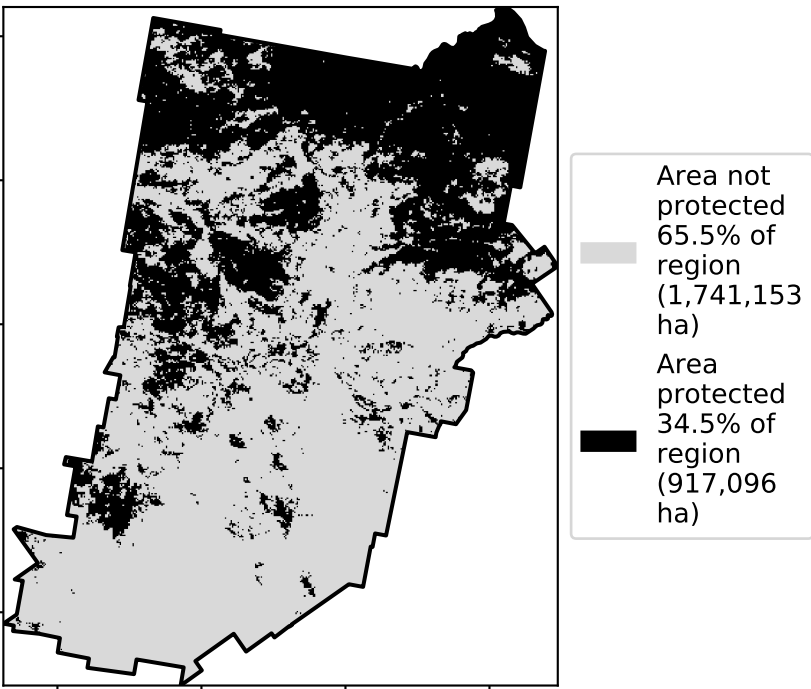 Area not
protected
65.5% of
region
(1,741,153
ha)
Area
protected
34.5% of
region
(917,096
ha)